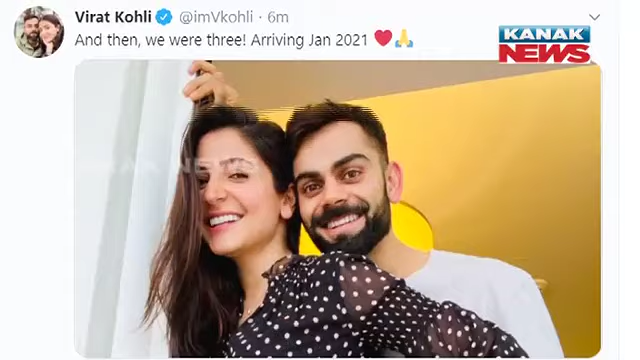 Virat Kohli @imVkohli · 6m
And then, we were three! Arriving Jan 2021 ❤️🙏
KANAK
NEWS